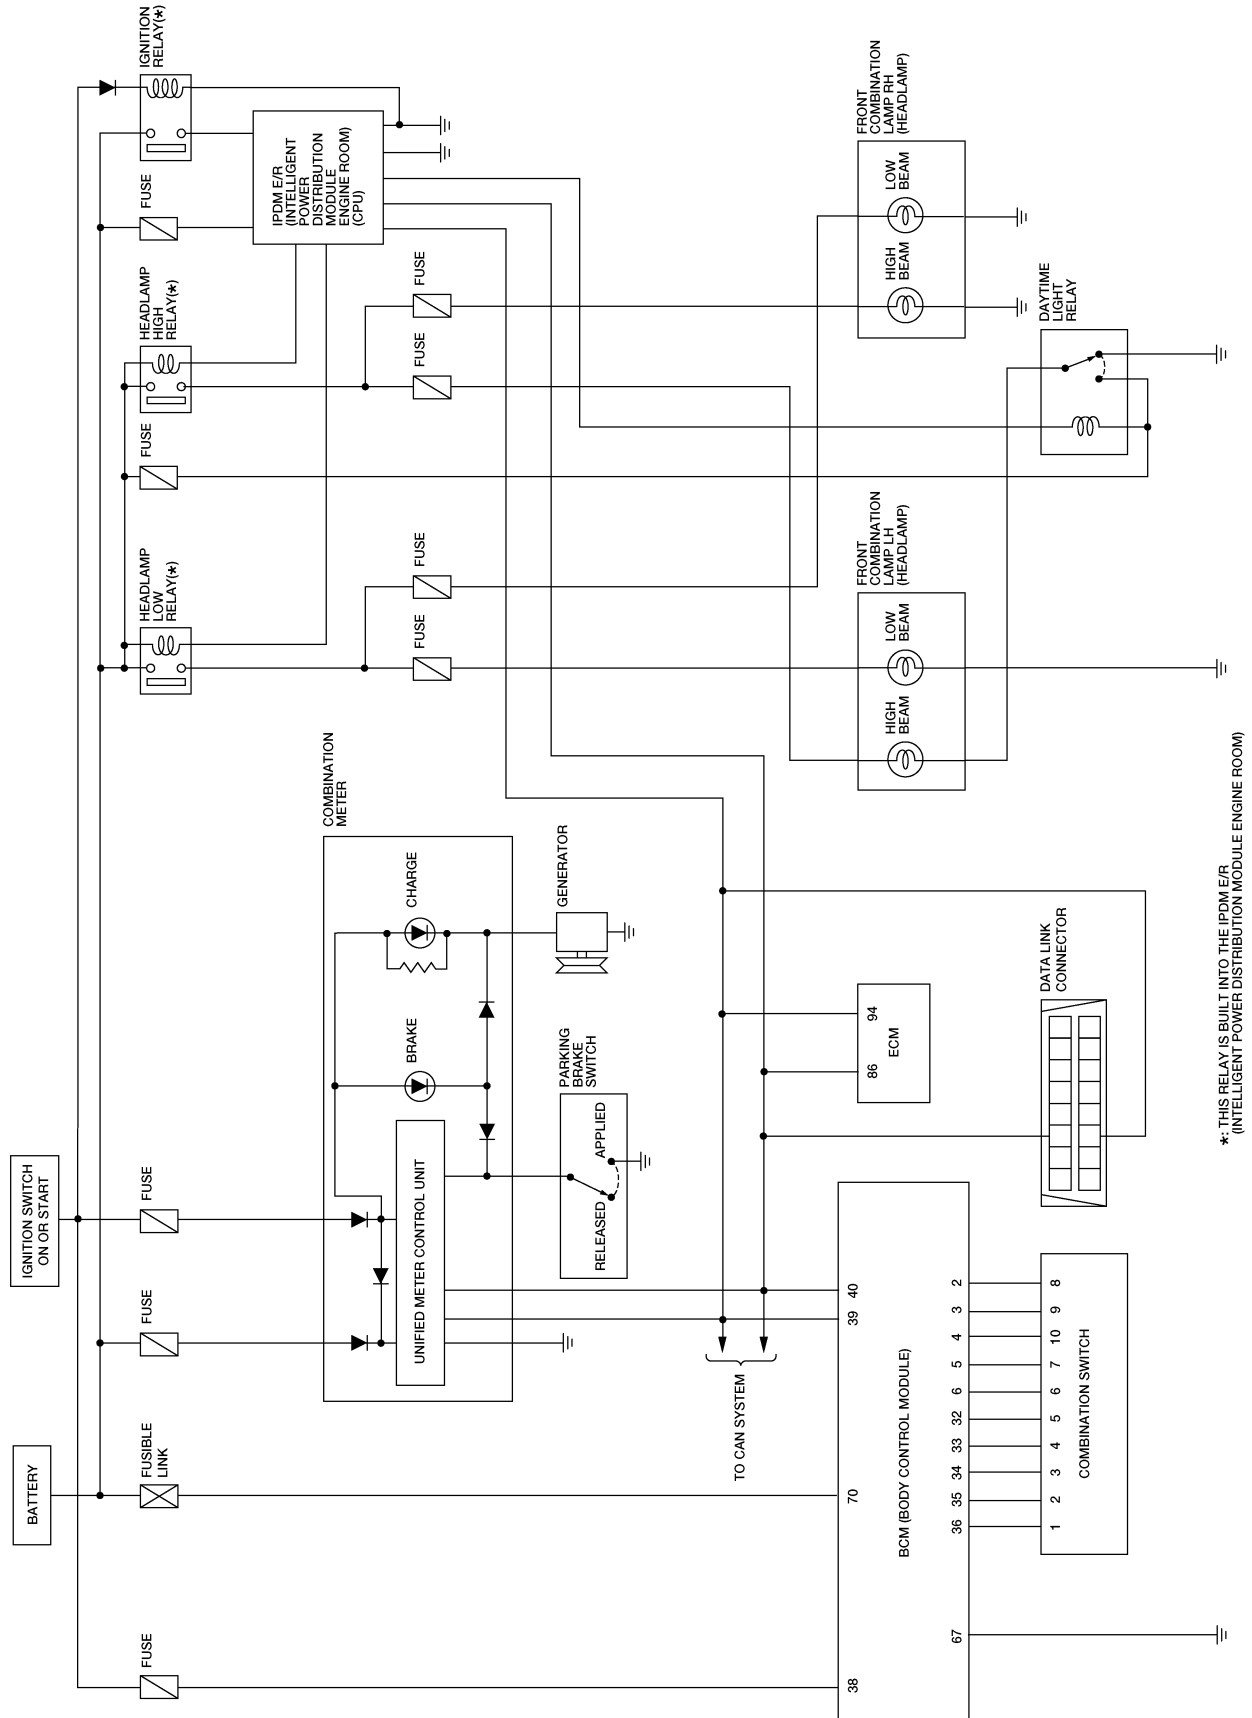 IGNITION SWITCH
ON OR START
BATTERY
IGNITION
RELAY(*)
FUSE
HEADLAMP
HIGH
RELAY(*)
FUSE
HEADLAMP
LOW
RELAY(*)
FUSE
FUSE
FUSIBLE
LINK
FUSE
IPDM E/R
(INTELLIGENT
POWER
DISTRIBUTION
MODULE
ENGINE ROOM)
(CPU)
FUSE
FUSE
FUSE
FUSE
COMBINATION
METER
CHARGE
BRAKE
UNIFIED METER CONTROL UNIT
GENERATOR
PARKING
BRAKE
SWITCH
APPLIED
RELEASED
TO CAN SYSTEM
FRONT
COMBINATION
LAMP RH
(HEADLAMP)
LOW
BEAM
HIGH
BEAM
FRONT
COMBINATION
LAMP LH
(HEADLAMP)
LOW
BEAM
HIGH
BEAM
DAYTIME
LIGHT
RELAY
94
86
ECM
DATA LINK
CONNECTOR
40
39
70
38
BCM (BODY CONTROL MODULE)
2
3
4
5
6
32
33
34
35
36
67
8
9
10
7
6
5
4
3
2
1
COMBINATION SWITCH
*: THIS RELAY IS BUILT INTO THE IPDM E/R
(INTELLIGENT POWER DISTRIBUTION MODULE ENGINE ROOM)